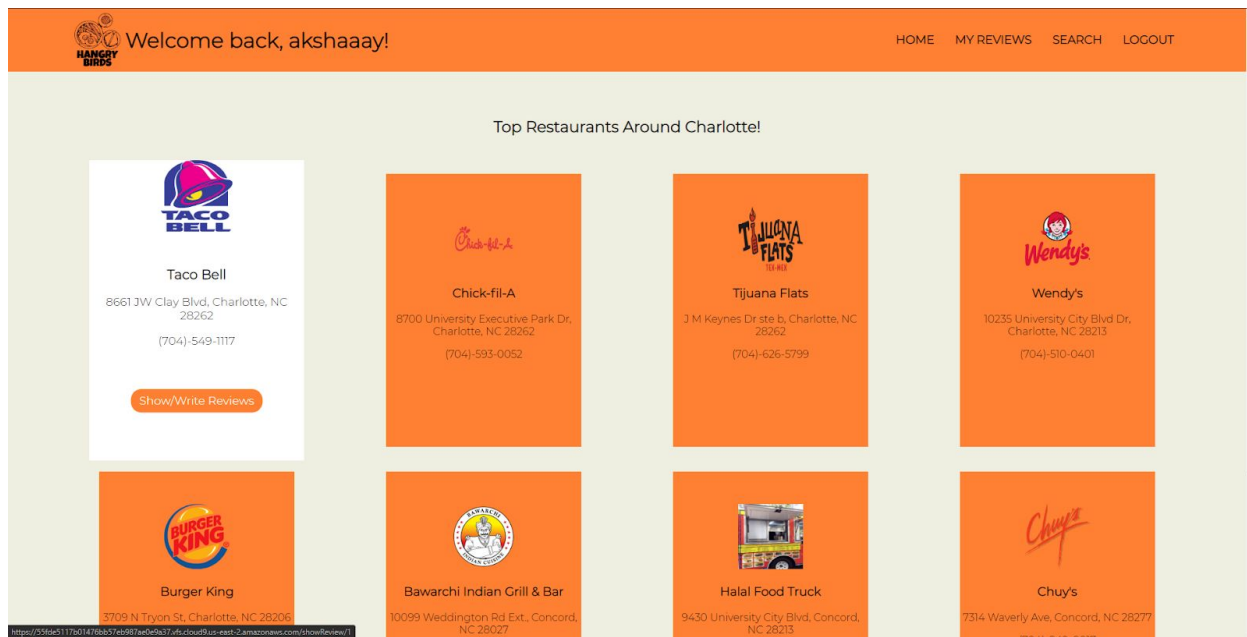 HANGRY
BIRDS
Welcome back, akshaaay!
HOME
MY REVIEWS
SEARCH
LOGOUT
Top Restaurants Around Charlotte!
TACO
BELL
Taco Bell
8661 JW Clay Blvd, Charlotte, NC
28262
(704)-549-1117
Show/Write Reviews
Chick-fil-A
Chick-fil-A
8700 University Executive Park Dr,
Charlotte, NC 28262
(704)-593-0052
TIJUANA
FLATS
TEX-MEX
Tijuana Flats
J M Keynes Dr ste b, Charlotte, NC
28262
(704)-626-5799
Wendy's
Wendy's
10235 University City Blvd Dr,
Charlotte, NC 28213
(704)-510-0401
BURGER
KING
Burger King
3709 N Tryon St, Charlotte, NC 28206
BAWARCHI
INDIAN CUISINE
Bawarchi Indian Grill & Bar
10099 Weddington Rd Ext., Concord,
NC 28027
Halal Food Truck
9430 University City Blvd, Concord,
NC 28213
Chuy's
Chuy's
7314 Waverly Ave, Concord, NC 28277
https://55fde5117b01476bb57eb987ae0e9a37.vfs.cloud9.us-east-2.amazonaws.com/showReview/1